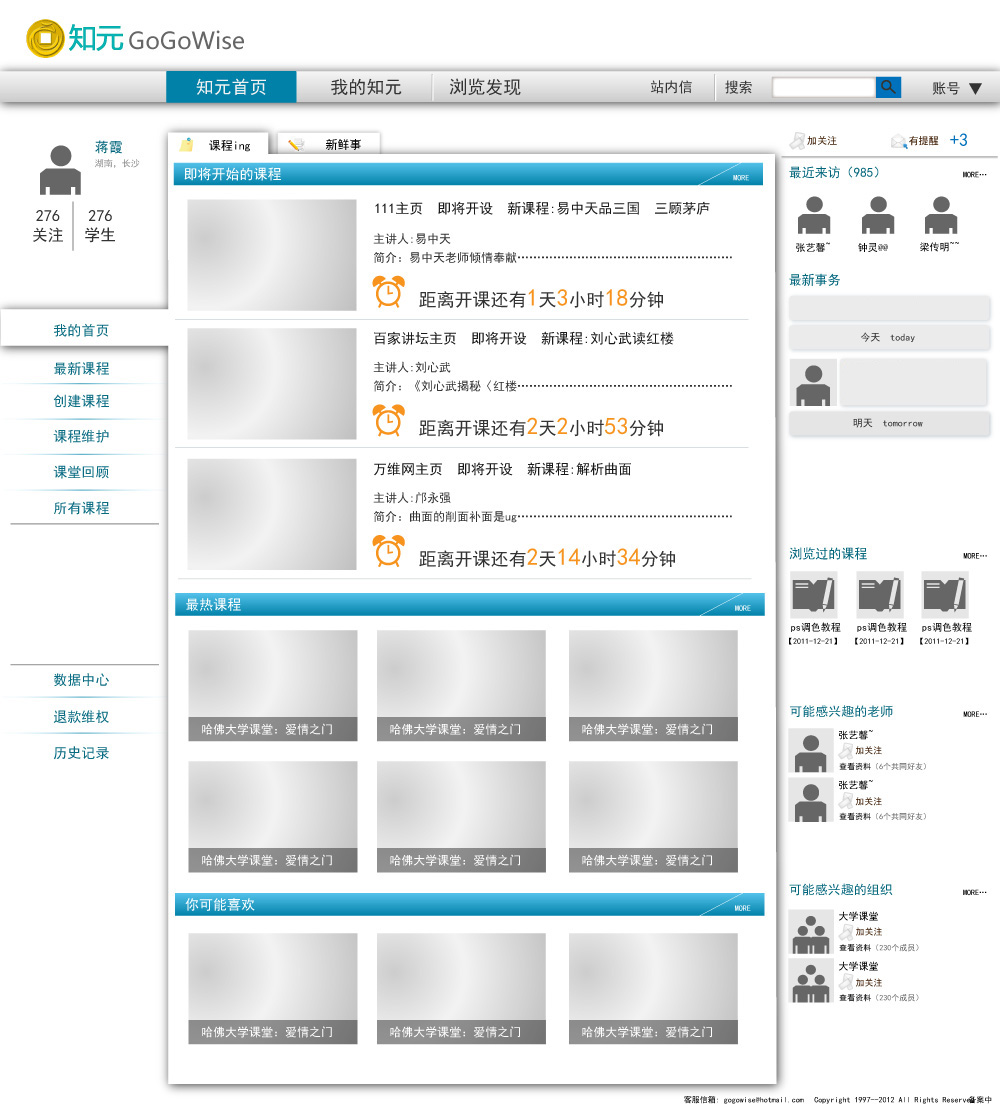 知元 GoGoWise
知元首页 我的知元 浏览发现 站内信 搜索 账号
蒋霞
湖南，长沙
276 276
关注 学生
我的首页
最新课程
创建课程
课程维护
课堂回顾
所有课程
数据中心
退款维权
历史记录
课程ing 新鲜事
即将开始的课程 MORE
111主页 即将开设 新课程:易中天品三国 三顾茅庐
主讲人:易中天
简介: 易中天老师倾情奉献
距离开课还有1天3小时18分钟
百家讲坛主页 即将开设 新课程:刘心武读红楼
主讲人:刘心武
简介: 《刘心武揭秘〈红楼
距离开课还有2天2小时53分钟
万维网主页 即将开设 新课程:解析曲面
主讲人:邝永强
简介: 曲面的削面补面是ug
距离开课还有2天14小时34分钟
最热课程 MORE
哈佛大学课堂: 爱情之门 哈佛大学课堂: 爱情之门 哈佛大学课堂: 爱情之门
哈佛大学课堂: 爱情之门 哈佛大学课堂: 爱情之门 哈佛大学课堂: 爱情之门
你可能喜欢 MORE
哈佛大学课堂: 爱情之门 哈佛大学课堂: 爱情之门 哈佛大学课堂: 爱情之门
加关注 有提醒 +3
最近来访（985） MORE…
张艺馨~ 钟灵@@ 梁传明~~
最新事务
今天 today
明天 tomorrow
浏览过的课程 MORE…
ps调色教程 ps调色教程 ps调色教程
【2011-12-21】 【2011-12-21】 【2011-12-21】
可能感兴趣的老师 MORE…
张艺馨~
加关注
查看资料（6个共同好友）
张艺馨~
加关注
查看资料（6个共同好友）
可能感兴趣的组织 MORE…
大学课堂
加关注
查看资料（230个成员）
大学课堂
加关注
查看资料（230个成员）
客服信箱: gogowise@hotmail.com Copyright 1997--2012 All Rights Reserved备案中